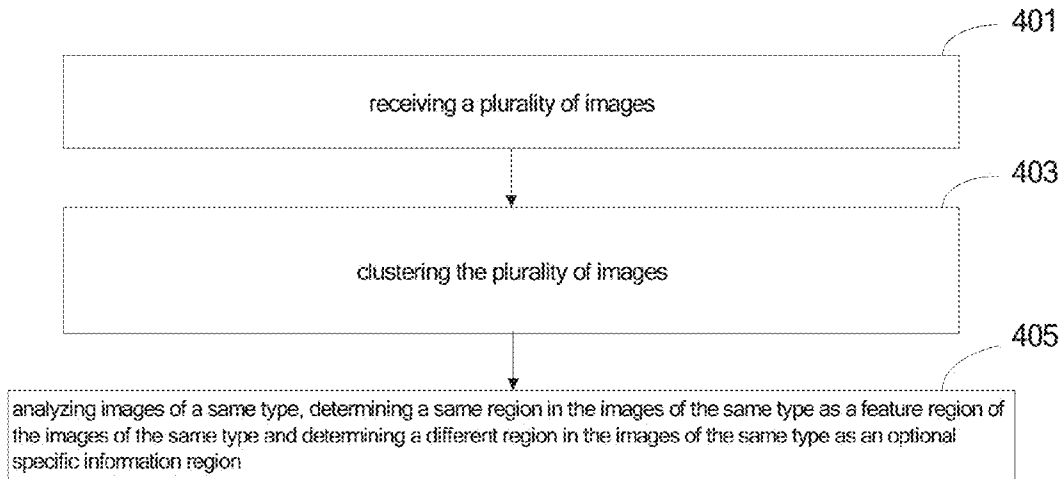 401
receiving a plurality of images
403
clustering the plurality of images
405
analyzing images of a same type, determining a same region in the images of the same type as a feature region of
the images of the same type and determining a different region in the images of the same type as an optional
specific information region